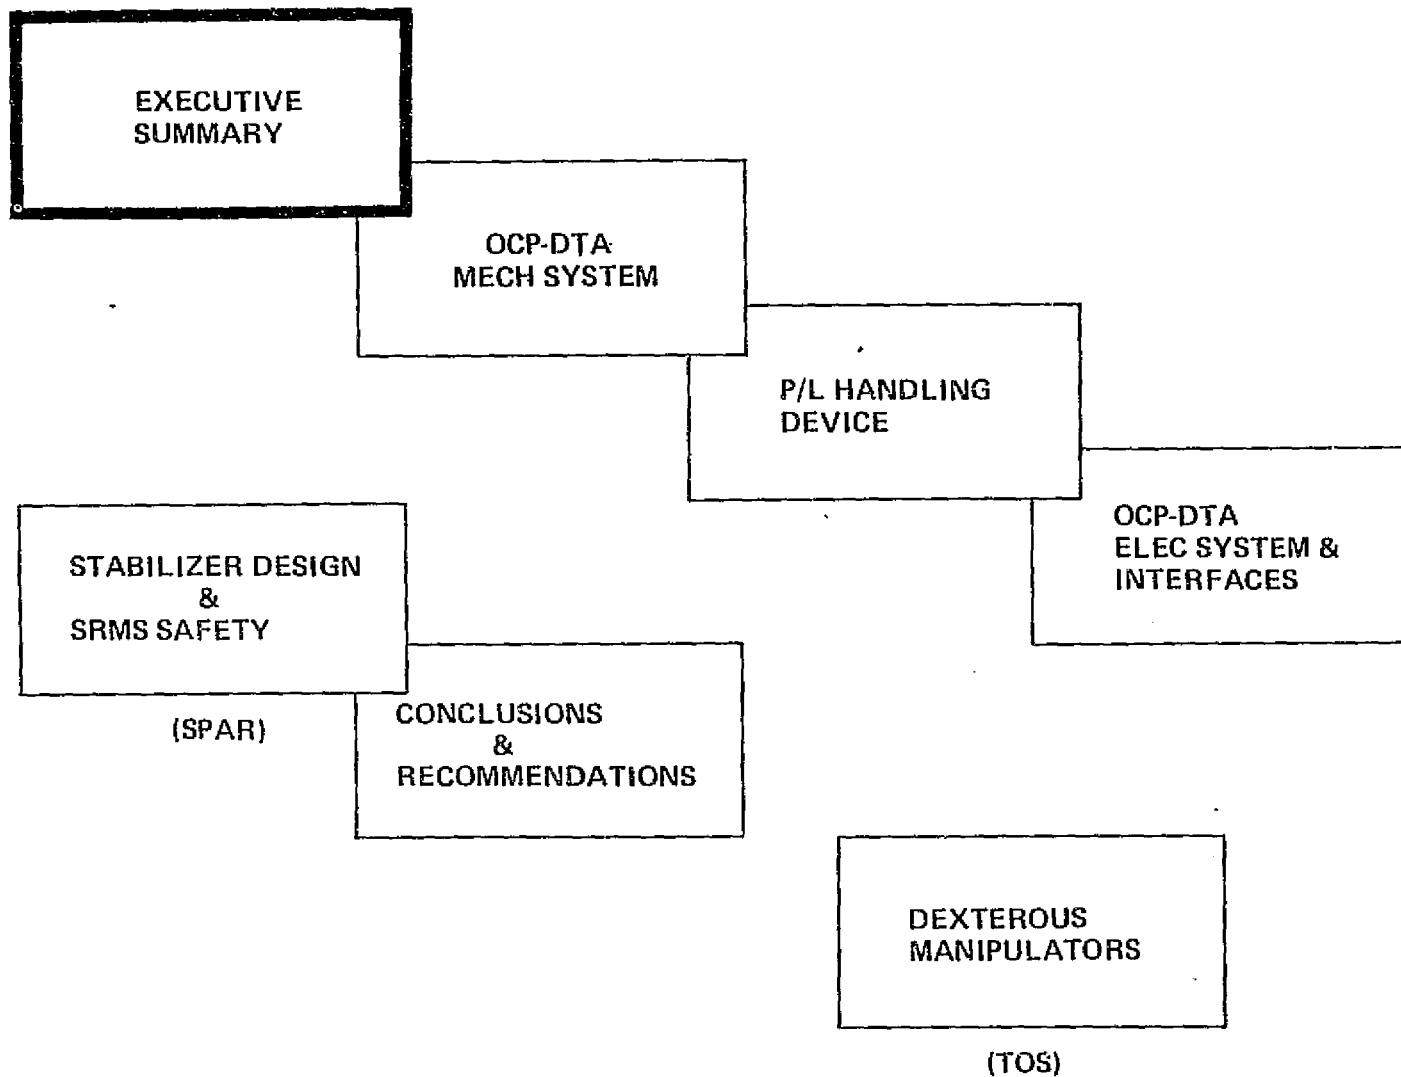 EXECUTIVE
SUMMARY
OCP-DTA
MECH SYSTEM
P/L HANDLING
DEVICE
OCP-DTA
ELEC SYSTEM &
INTERFACES
STABILIZER DESIGN
&
SRMS SAFETY
(SPAR)
CONCLUSIONS
&
RECOMMENDATIONS
DEXTEROUS
MANIPULATORS
(TOS)